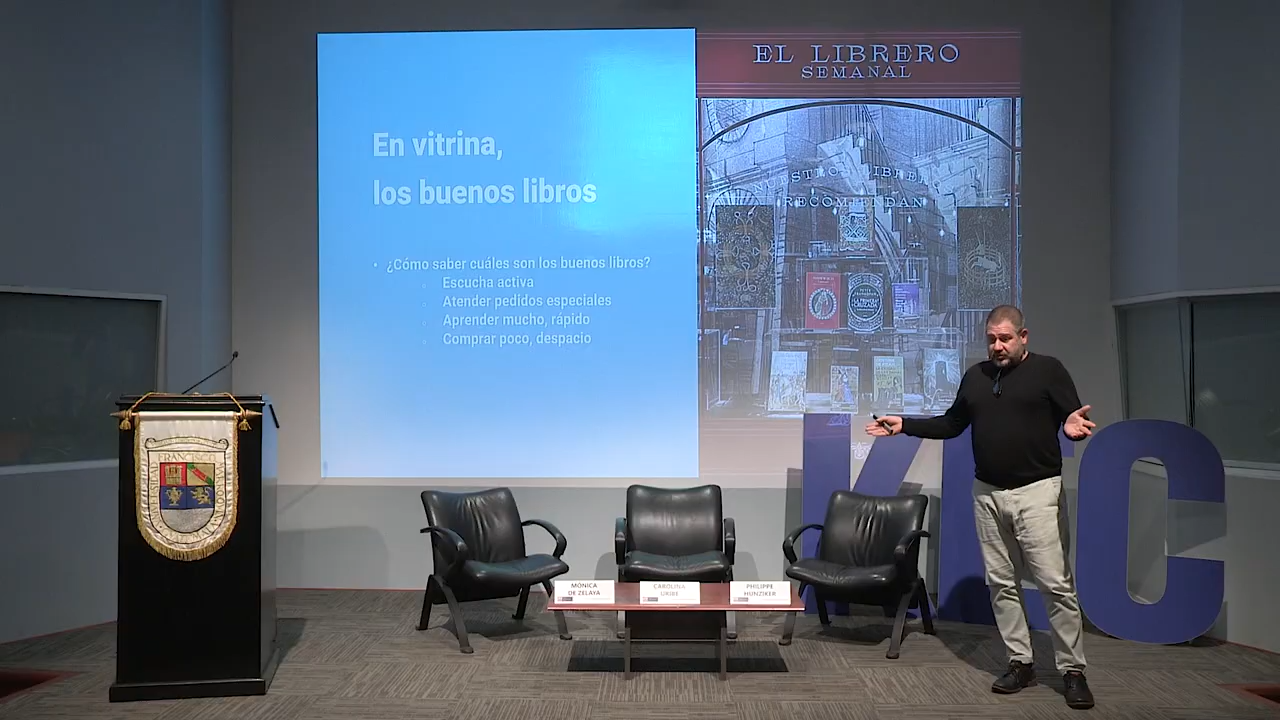 En vitrina,
los buenos libros
• ¿Cómo saber cuáles son los buenos libros?
Escucha activa
Atender pedidos especiales
Aprender mucho, rápido
Comprar poco, despacio
EL LIBRERO
SEMANAL
RECOMIENDAN
FRANCISCO
MÓNICA
DE ZELAYA
CAROLINA
URIBE
PHILIPPE
HUNZIKER